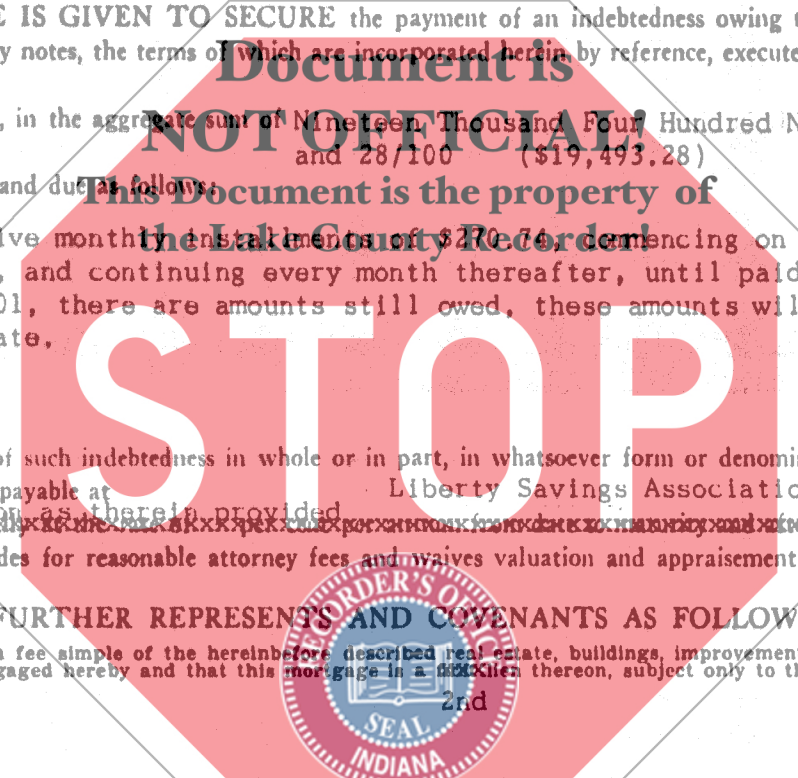 E IS GIVEN TO SECURE the payment of an indebtedness owing t
y notes, the terms of which are incorporated herein by reference, execute
Document is
, in the aggregate sum of Nineteen Thousand Four Hundred N
NOT OFFICIAL!
and 28/100 ($19,493.28)
and due as follows:
This Document is the property of
ive monthly installments of $270.74, commencing on
the Lake County Recorder!
, and continuing every month thereafter, until paid
01, there are amounts still owed, these amounts wil
ate.
STOP
of such indebtedness in whole or in part, in whatsoever form or denomi
payable at Liberty Savings Associatio
on as therein provided
des for reasonable attorney fees and waives valuation and appraisement
FURTHER REPRESENTS AND COVENANTS AS FOLLOW
n fee simple of the hereinbefore described real estate, buildings, improvement
gaged hereby and that this mortgage is a lien thereon, subject only to th
2nd
RECORDER'S OFFICE
SEAL
INDIANA